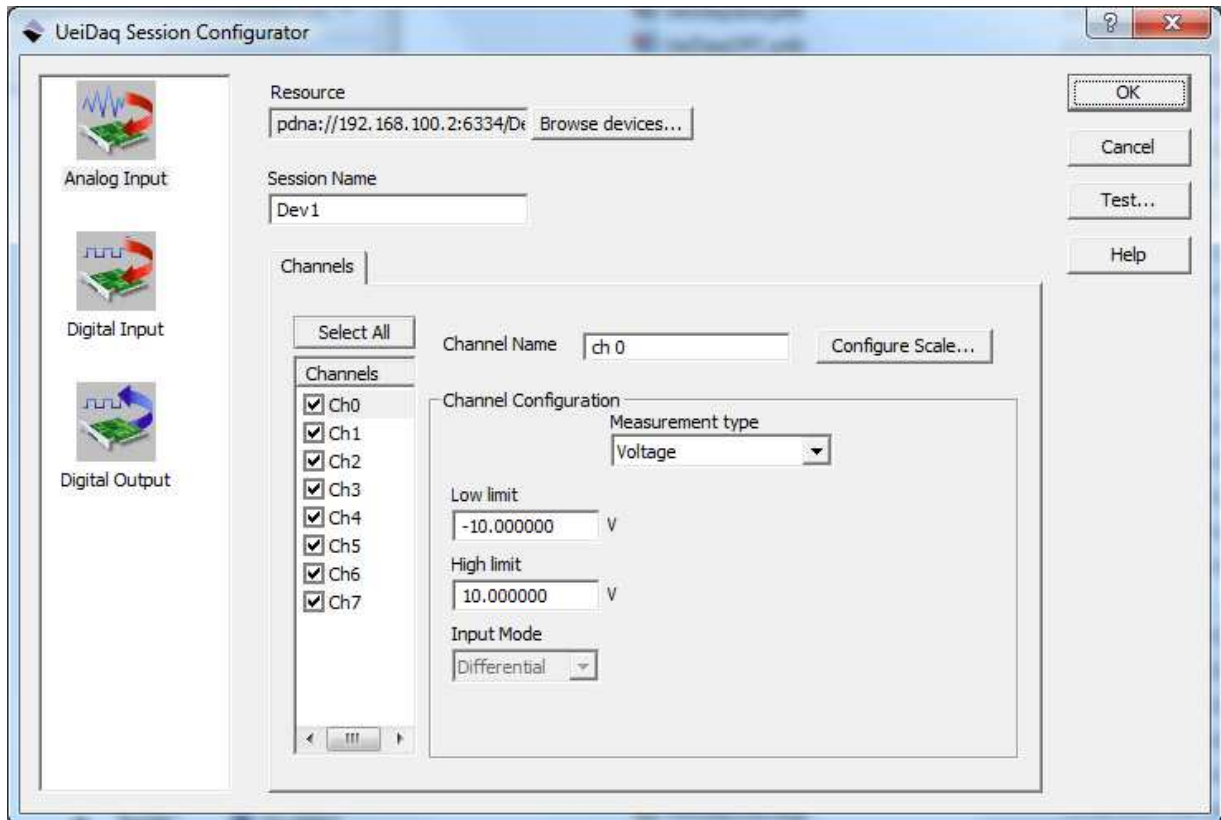 UeiDaq Session Configurator
Analog Input
Digital Input
Digital Output
Resource
pdna://192.168.100.2:6334/De Browse devices...
Session Name
Dev1
Channels
Select All
Channels
Ch0
Ch1
Ch2
Ch3
Ch4
Ch5
Ch6
Ch7
Channel Name ch 0 Configure Scale...
Channel Configuration
Measurement type
Voltage
Low limit
-10.000000 V
High limit
10.000000 V
Input Mode
Differential
OK
Cancel
Test...
Help